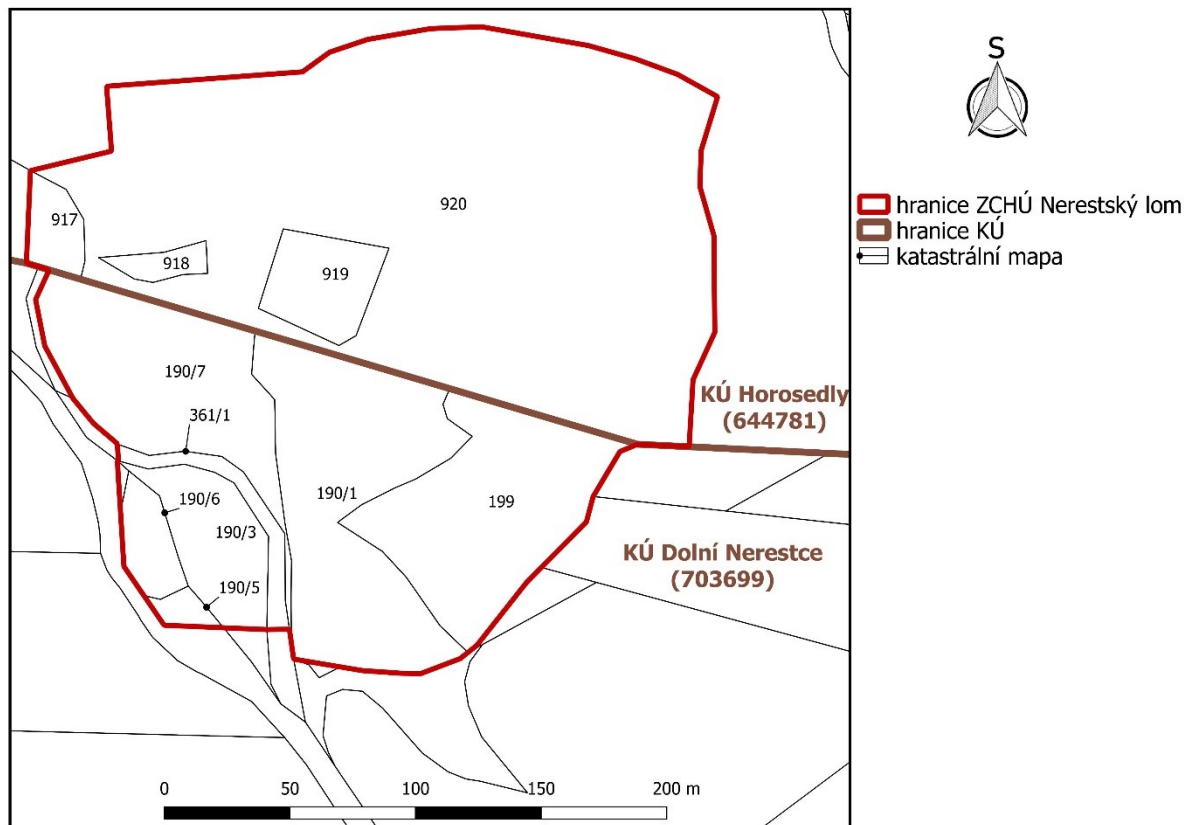 S
hranice ZCHÚ Nerestský lom
hranice KÚ
katastrální mapa
917
918
919
920
190/7
361/1
190/6
190/3
190/5
190/1
199
KÚ Horosedly
(644781)
KÚ Dolní Nerestce
(703699)
0 50 100 150 200 m